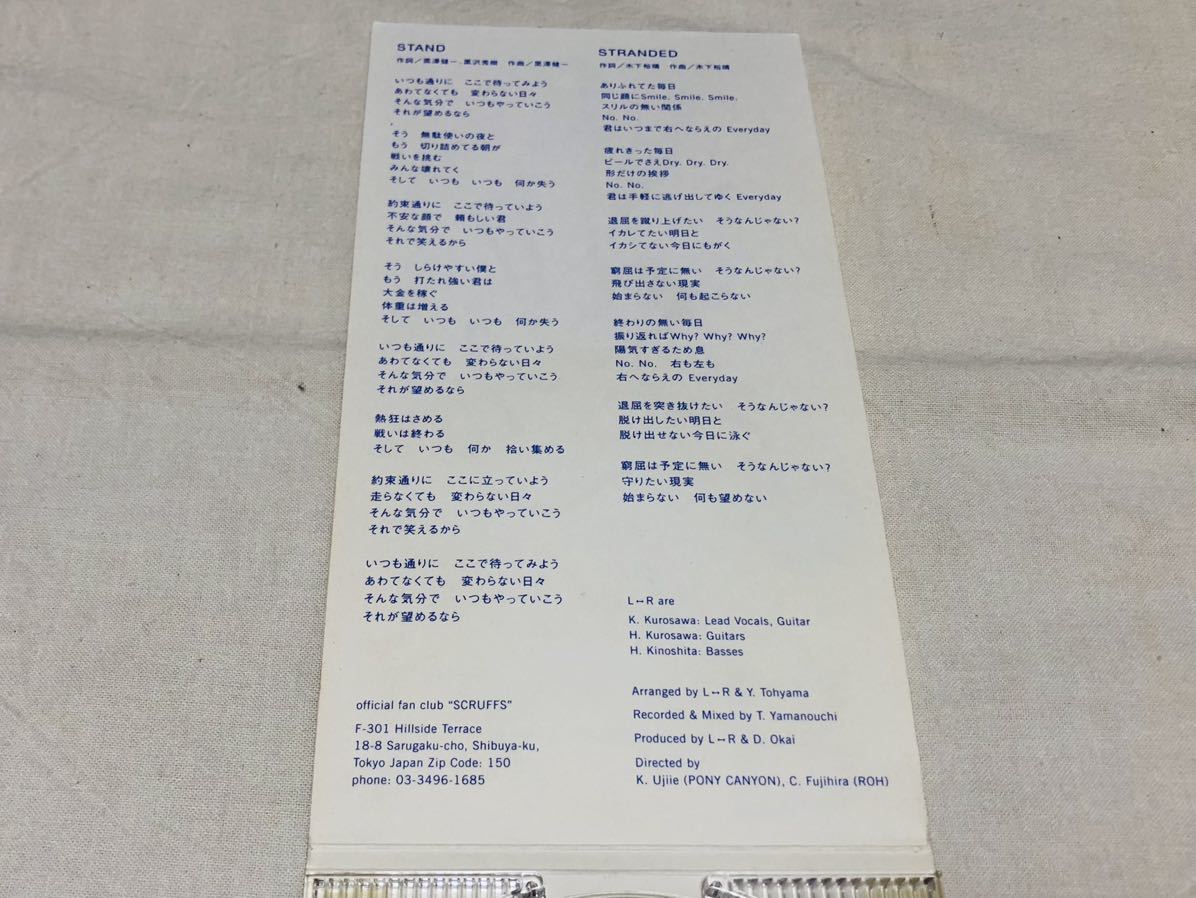 STAND
作詞／黒澤健一、黒沢秀樹　作曲／黒澤健一
いつも通りに　ここで待ってみよう
あわてなくても　変わらない日々
そんな気分で　いつもやっていこう
それが望めるなら
そう　無駄使いの夜と
もう　切り詰めてる朝が
戦いを挑む
みんな壊れてく
そして　いつも　いつも　何か失う
約束通りに　ここで待っていよう
不安な顔で　頼もしい君
そんな気分で　いつもやっていこう
それで笑えるから
そう　しらけやすい僕と
もう　打たれ強い君は
大金を稼ぐ
体重は増える
そして　いつも　いつも　何か失う
いつも通りに　ここで待っていよう
あわてなくても　変わらない日々
そんな気分で　いつもやっていこう
それが望めるなら
熱狂はさめる
戦いは終わる
そして　いつも　何か　拾い集める
約束通りに　ここに立っていよう
走らなくても　変わらない日々
そんな気分で　いつもやっていこう
それで笑えるから
いつも通りに　ここで待ってみよう
あわてなくても　変わらない日々
そんな気分で　いつもやっていこう
それが望めるなら
official fan club “SCRUFFS”
F-301 Hillside Terrace
18-8 Sarugaku-cho, Shibuya-ku,
Tokyo Japan Zip Code: 150
phone: 03-3496-1685
STRANDED
作詞／木下裕晴　作曲／木下裕晴
ありふれてた毎日
同じ顔にSmile. Smile. Smile.
スリルの無い関係
No. No.
君はいつまで右へならえの Everyday
疲れきった毎日
ビールでさえDry. Dry. Dry.
形だけの挨拶
No. No.
君は手軽に逃げ出してゆく Everyday
退屈を蹴り上げたい　そうなんじゃない?
イカレてたい明日と
イカシてない今日にもがく
窮屈は予定に無い　そうなんじゃない?
飛び出さない現実
始まらない　何も起こらない
終わりの無い毎日
振り返ればWhy? Why? Why?
陽気すぎるため息
No. No.　右も左も
右へならえの Everyday
退屈を突き抜けたい　そうなんじゃない?
脱け出したい明日と
脱け出せない今日に泳ぐ
窮屈は予定に無い　そうなんじゃない?
守りたい現実
始まらない　何も望めない
L↔R are
K. Kurosawa: Lead Vocals, Guitar
H. Kurosawa: Guitars
H. Kinoshita: Basses
Arranged by L↔R & Y. Tohyama
Recorded & Mixed by T. Yamanouchi
Produced by L↔R & D. Okai
Directed by
K. Ujiie (PONY CANYON), C. Fujihira (ROH)